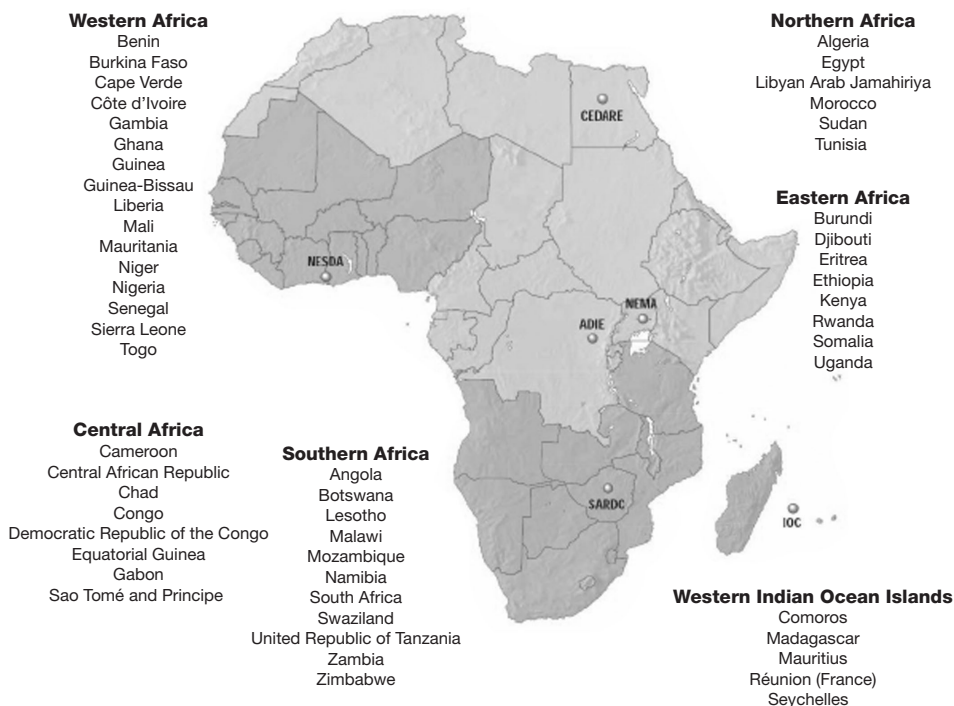 Western Africa
Benin
Burkina Faso
Cape Verde
Côte d’Ivoire
Gambia
Ghana
Guinea
Guinea-Bissau
Liberia
Mali
Mauritania
Niger
Nigeria
Senegal
Sierra Leone
Togo
Northern Africa
Algeria
Egypt
Libyan Arab Jamahiriya
Morocco
Sudan
Tunisia
Eastern Africa
Burundi
Djibouti
Eritrea
Ethiopia
Kenya
Rwanda
Somalia
Uganda
CEDARE
NESDA
NEMA
ADIE
SARDC
IOC
Central Africa
Cameroon
Central African Republic
Chad
Congo
Democratic Republic of the Congo
Equatorial Guinea
Gabon
Sao Tomé and Principe
Southern Africa
Angola
Botswana
Lesotho
Malawi
Mozambique
Namibia
South Africa
Swaziland
United Republic of Tanzania
Zambia
Zimbabwe
Western Indian Ocean Islands
Comoros
Madagascar
Mauritius
Réunion (France)
Seychelles